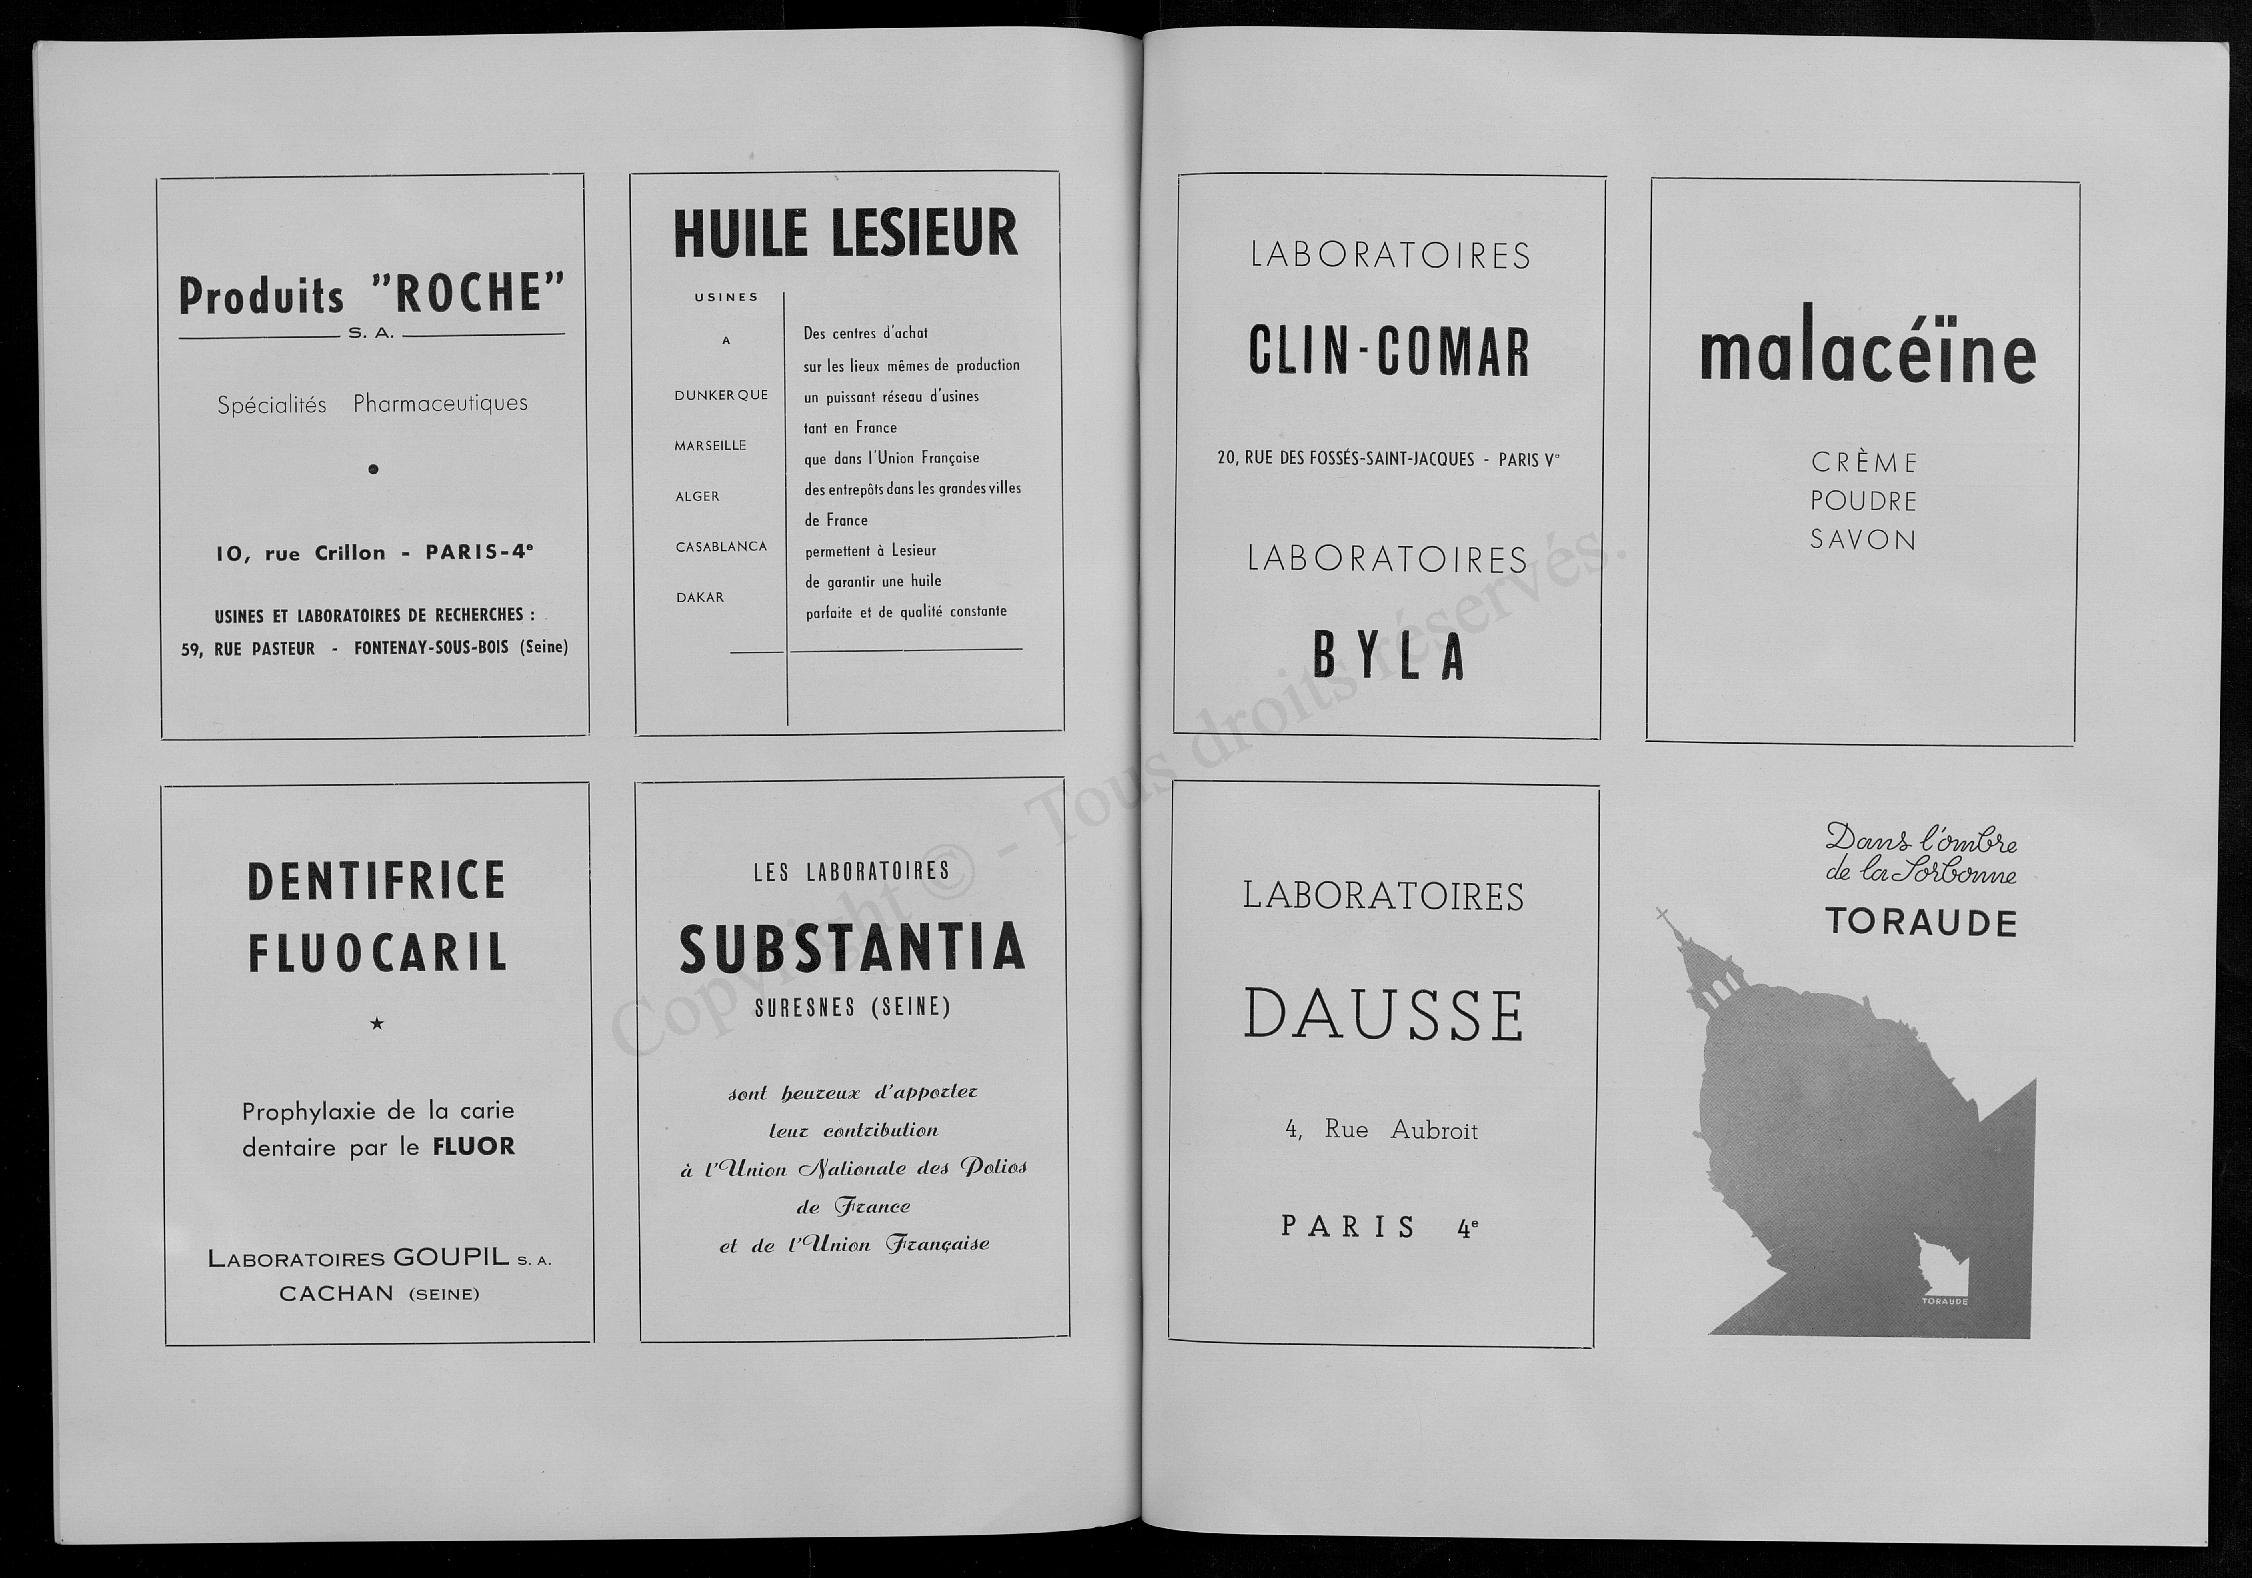 Produits "ROCHE"
S. A.
Spécialités Pharmaceutiques
10, rue Crillon - PARIS-4e
USINES ET LABORATOIRES DE RECHERCHES :
59, RUE PASTEUR - FONTENAY-SOUS-BOIS (Seine)
HUILE LESIEUR
USINES
A
DUNKERQUE
MARSEILLE
ALGER
CASABLANCA
DAKAR
Des centres d'achat
sur les lieux mêmes de production
un puissant réseau d'usines
tant en France
que dans l'Union Française
des entrepôts dans les grandes villes
de France
permettent à Lesieur
de garantir une huile
parfaite et de qualité constante
DENTIFRICE
FLUOCARIL
Prophylaxie de la carie
dentaire par le FLUOR
LABORATOIRES GOUPIL S. A.
CACHAN (SEINE)
LES LABORATOIRES
SUBSTANTIA
SURESNES (SEINE)
sont heureux d'apporter
leur contribution
à l'Union Nationale des Polios
de France
et de l'Union Française
LABORATOIRES
CLIN-COMAR
20, RUE DES FOSSÉS-SAINT-JACQUES - PARIS Ve
LABORATOIRES
BYLA
malacéïne
CRÈME
POUDRE
SAVON
LABORATOIRES
DAUSSE
4, Rue Aubroit
PARIS 4e
Dans l'ombre
de la Sorbonne
TORAUDE
TORAUDE
Copyright © - Tous droits réservés.